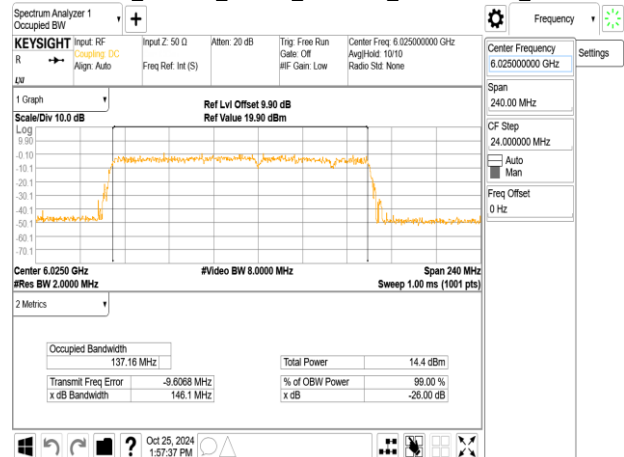 Spectrum Analyzer 1
Occupied BW
Frequency
KEYSIGHT
R
LXI
Input: RF
Coupling: DC
Align: Auto
Input Z: 50 Ω
Freq Ref: Int (S)
Atten: 20 dB
Trig: Free Run
Gate: Off
#IF Gain: Low
Center Freq: 6.025000000 GHz
Avg|Hold: 10/10
Radio Std: None
Center Frequency
6.025000000 GHz
Settings
Span
240.00 MHz
CF Step
24.000000 MHz
Auto
Man
Freq Offset
0 Hz
1 Graph
Scale/Div 10.0 dB
Ref Lvl Offset 9.90 dB
Ref Value 19.90 dBm
Log
9.90
-0.10
-10.1
-20.1
-30.1
-40.1
-50.1
-60.1
-70.1
Center 6.0250 GHz
#Video BW 8.0000 MHz
Span 240 MHz
#Res BW 2.0000 MHz
Sweep 1.00 ms (1001 pts)
2 Metrics
Occupied Bandwidth
137.16 MHz
Transmit Freq Error -9.6068 MHz
x dB Bandwidth 146.1 MHz
Total Power 14.4 dBm
% of OBW Power 99.00 %
x dB -26.00 dB
Oct 25, 2024
1:57:37 PM